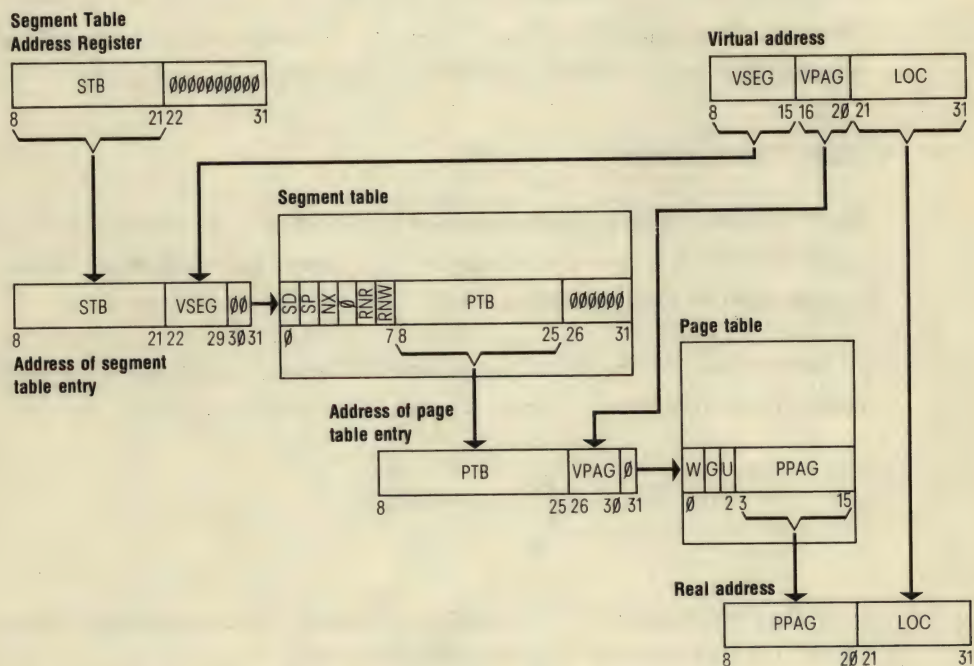 Segment Table
Address Register
STB ØØØØØØØØØØ
8 21 22 31
Virtual address
VSEG VPAG LOC
8 15 16 2Ø 21 31
Segment table
SD SP NX Ø RNR RNW PTB ØØØØØØ
Ø 7 8 25 26 31
STB VSEG ØØ
8 21 22 29 3Ø 31
Address of segment
table entry
Address of page
table entry
PTB VPAG Ø
8 25 26 3Ø 31
Page table
W G U PPAG
Ø 2 3 15
Real address
PPAG LOC
8 2Ø 21 31